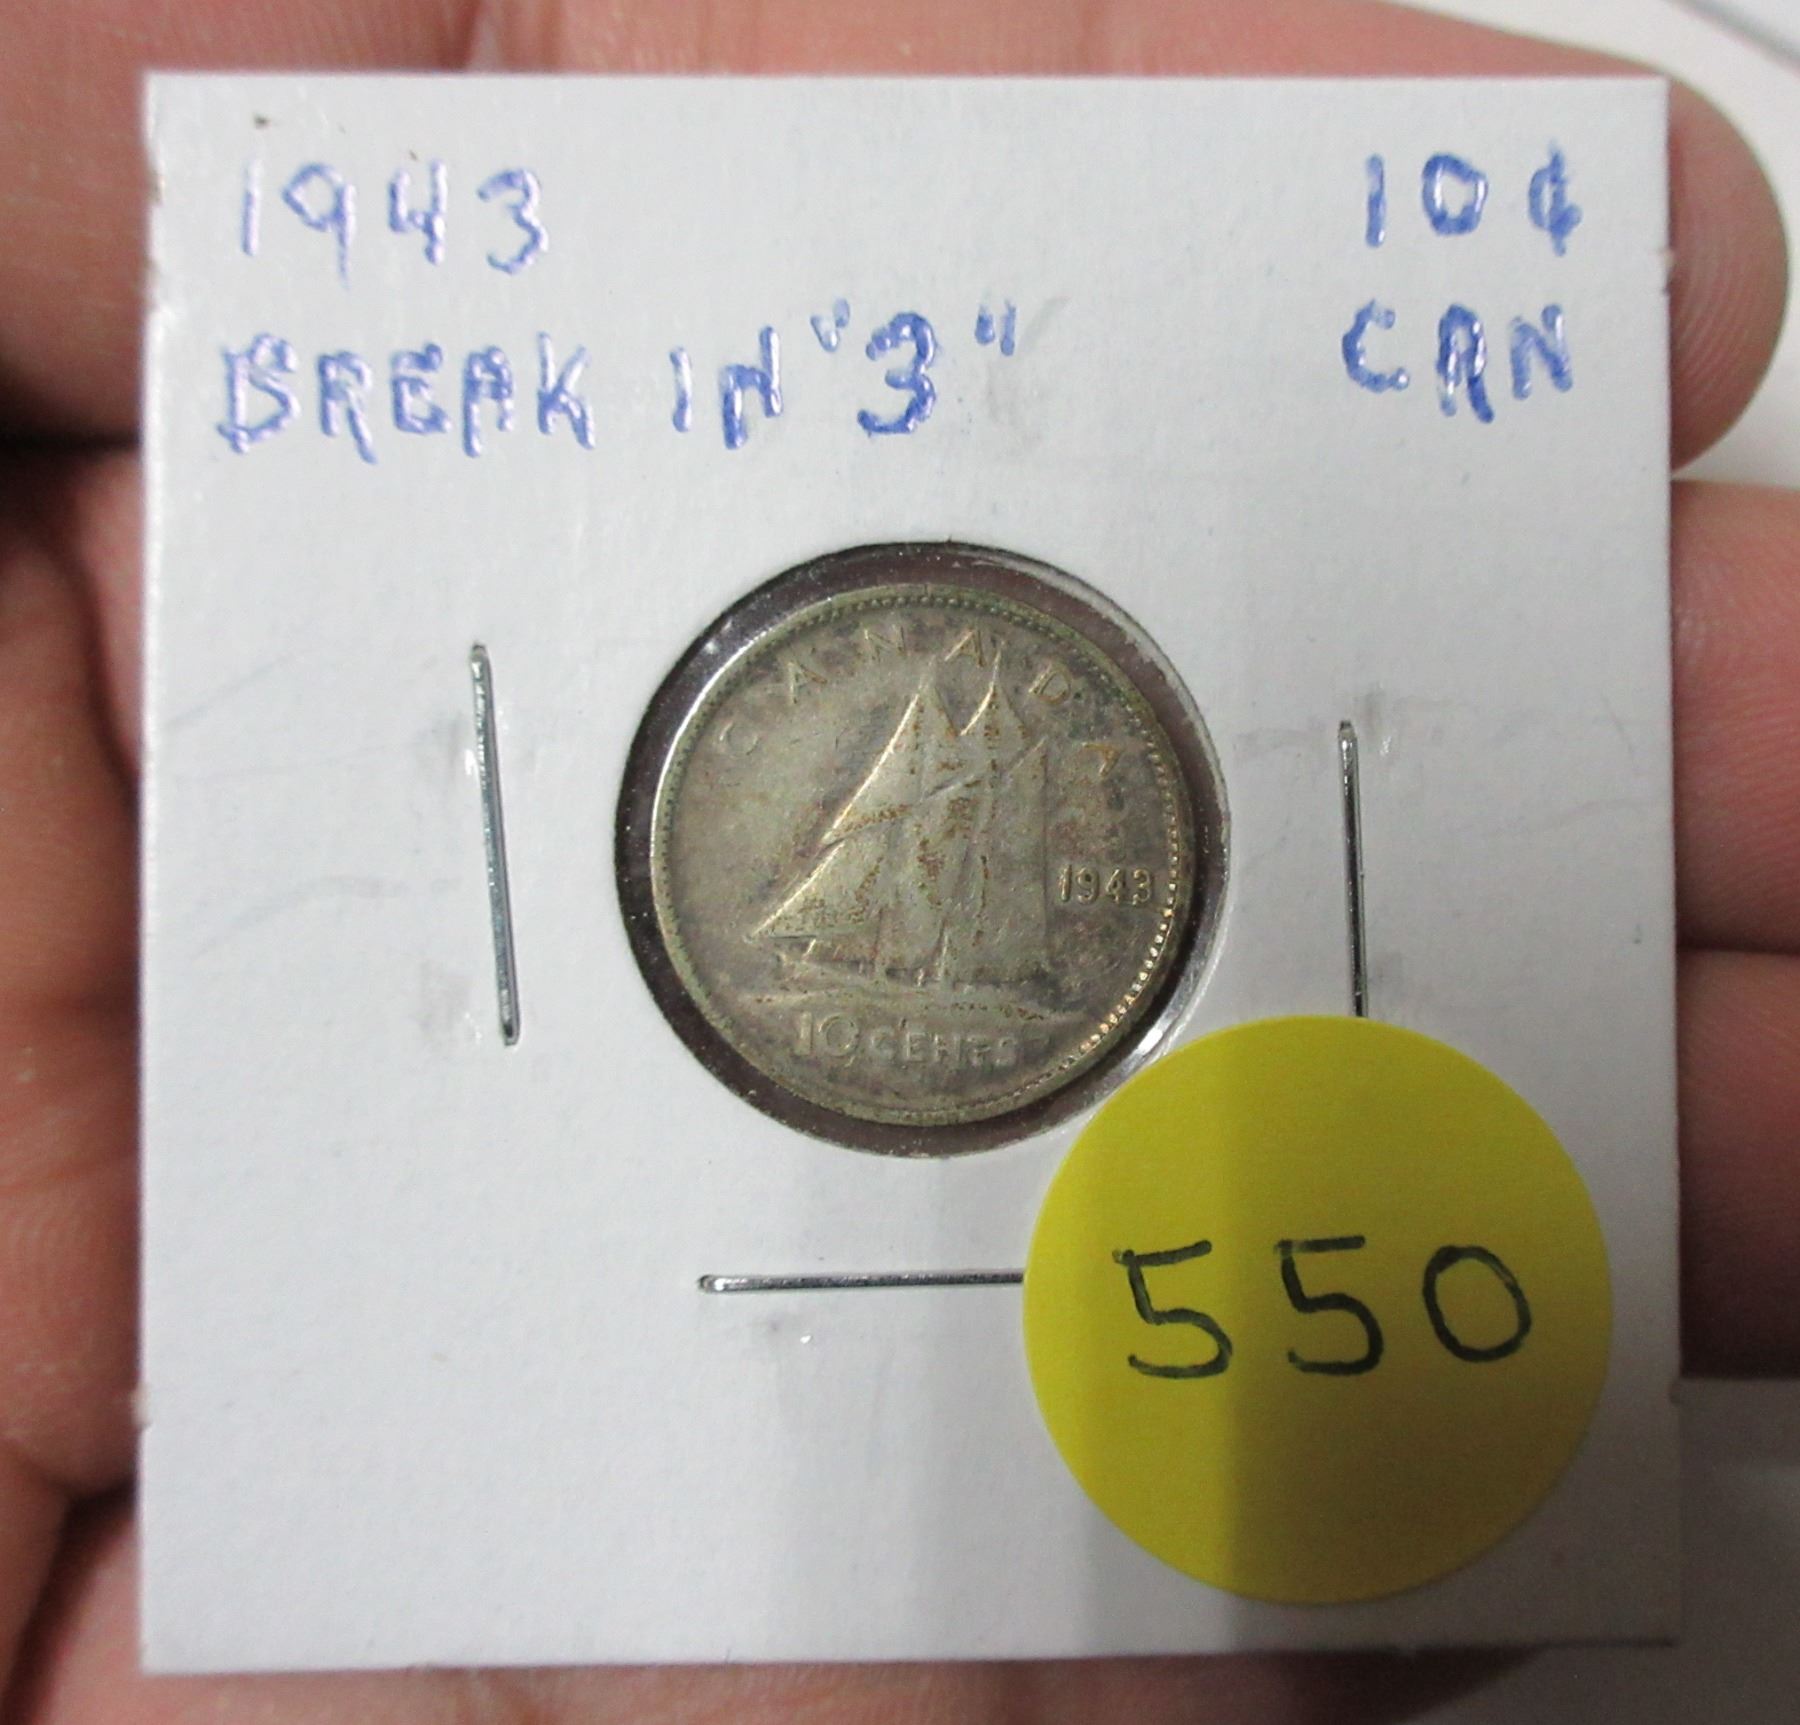 1943 10¢
BREAK IN "3" CAN
CANADA
1943
10 CENTS
550